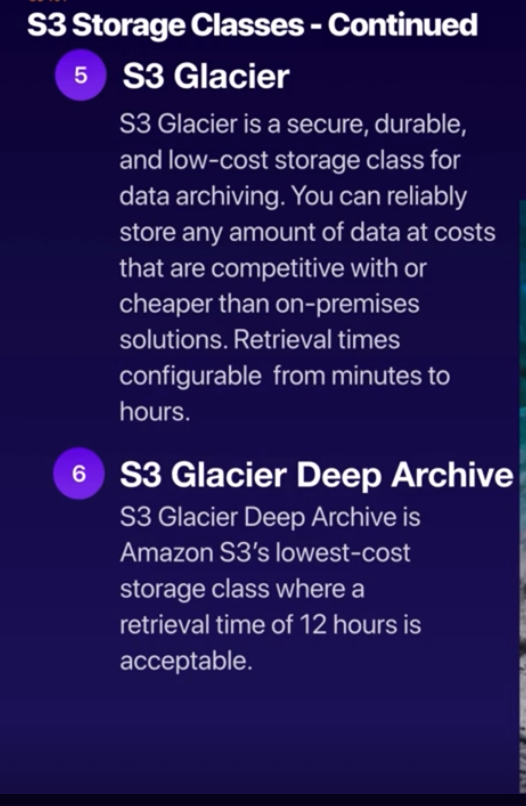 S3 Storage Classes - Continued
5 S3 Glacier
S3 Glacier is a secure, durable,
and low-cost storage class for
data archiving. You can reliably
store any amount of data at costs
that are competitive with or
cheaper than on-premises
solutions. Retrieval times
configurable from minutes to
hours.
6 S3 Glacier Deep Archive
S3 Glacier Deep Archive is
Amazon S3's lowest-cost
storage class where a
retrieval time of 12 hours is
acceptable.